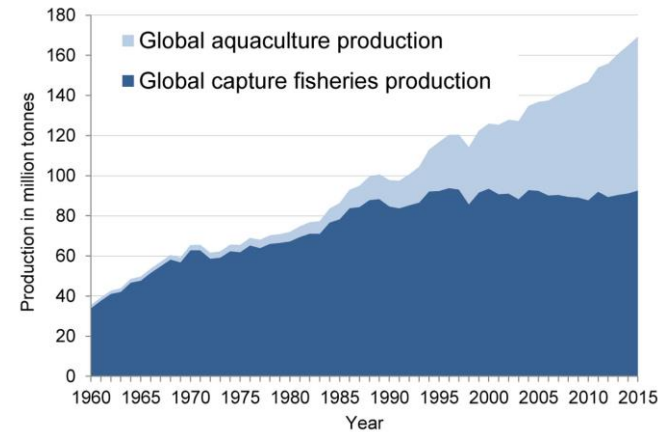 180
160
140
120
100
80
60
40
20
0
Production in million tonnes
Global aquaculture production
Global capture fisheries production
1960 1965 1970 1975 1980 1985 1990 1995 2000 2005 2010 2015
Year